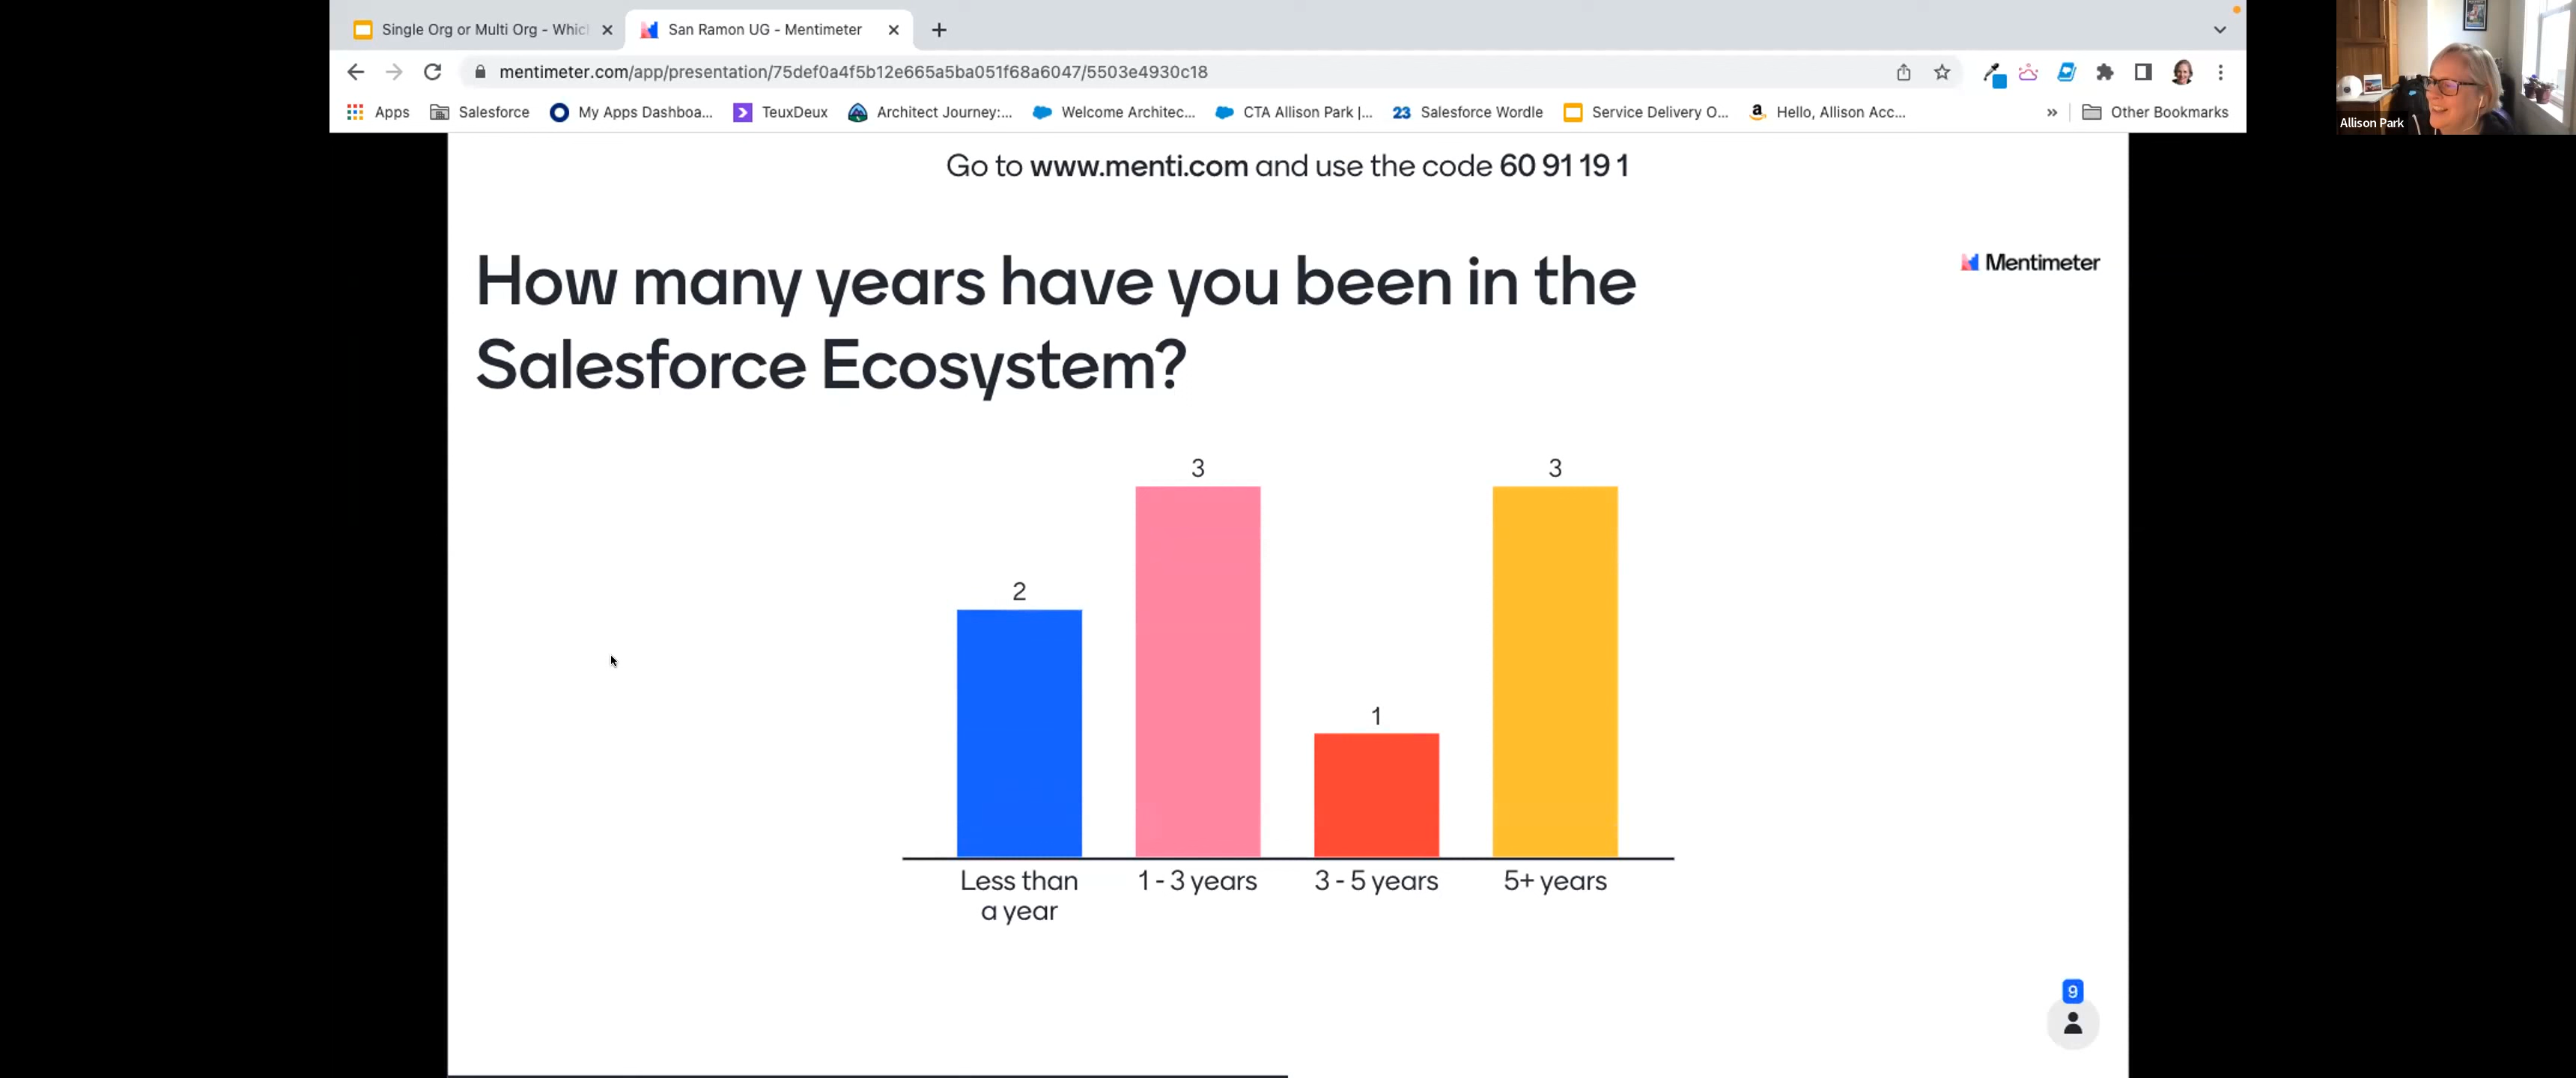 Single Org or Multi Org - Whic
San Ramon UG - Mentimeter
mentimeter.com/app/presentation/75def0a4f5b12e665a5ba051f68a6047/5503e4930c18
Apps Salesforce My Apps Dashboa... TeuxDeux Architect Journey:... Welcome Architec... CTA Allison Park |... 23 Salesforce Wordle Service Delivery O... a Hello, Allison Acc... » Other Bookmarks
Allison Park
Go to www.menti.com and use the code 60 91 19 1
How many years have you been in the
Salesforce Ecosystem?
Mentimeter
2
3
1
3
Less than
a year
1 - 3 years
3 - 5 years
5+ years
9